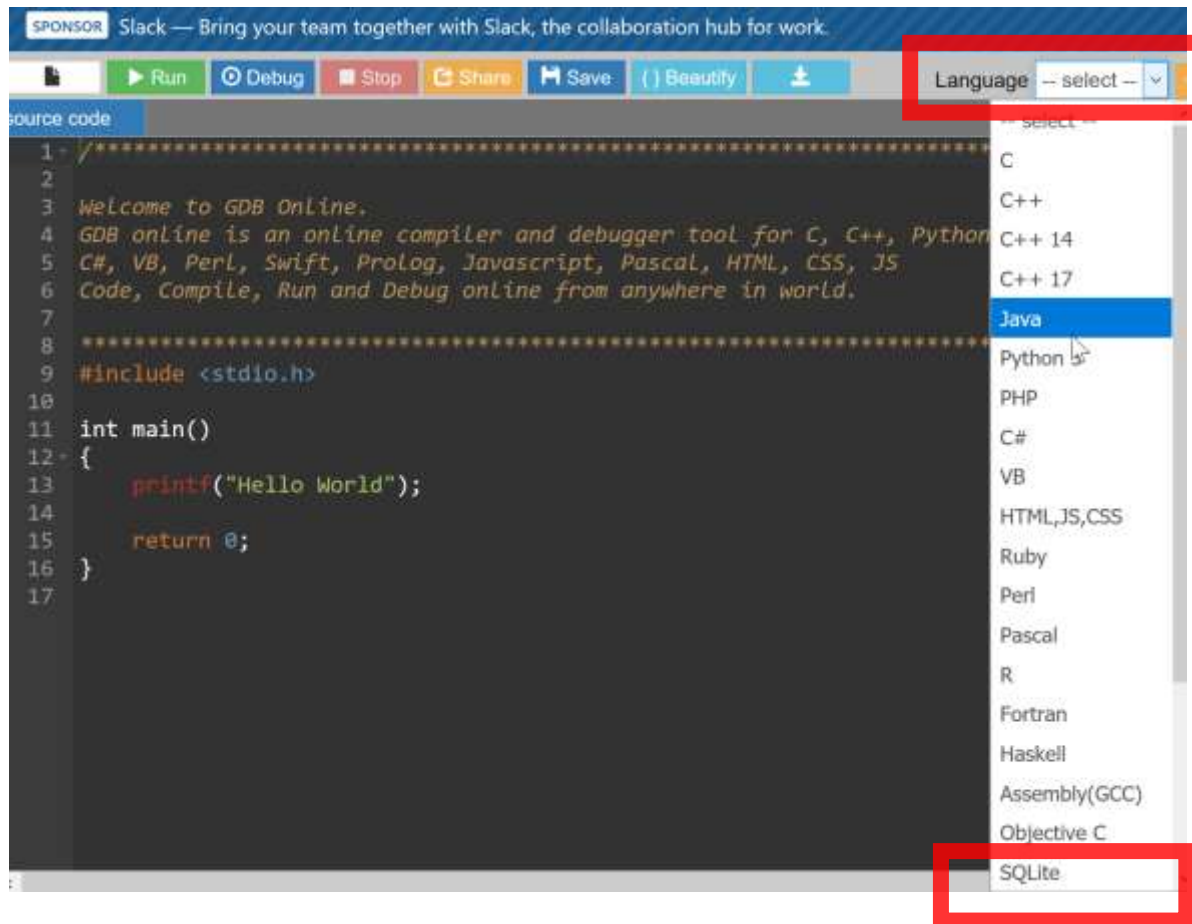 SPONSOR Slack — Bring your team together with Slack, the collaboration hub for work.
Run Debug Stop Share Save { } Beautify Language -- select --
source code
-- select --
C
C++
C++ 14
C++ 17
Java
Python 3
PHP
C#
VB
HTML,JS,CSS
Ruby
Perl
Pascal
R
Fortran
Haskell
Assembly(GCC)
Objective C
SQLite
1 /******************************************************************************
2
3 Welcome to GDB Online.
4 GDB online is an online compiler and debugger tool for C, C++, Python
5 C#, VB, Perl, Swift, Prolog, Javascript, Pascal, HTML, CSS, JS
6 Code, Compile, Run and Debug online from anywhere in world.
7
8 *******************************************************************************
9 #include <stdio.h>
10
11 int main()
12 {
13 printf("Hello World");
14
15 return 0;
16 }
17